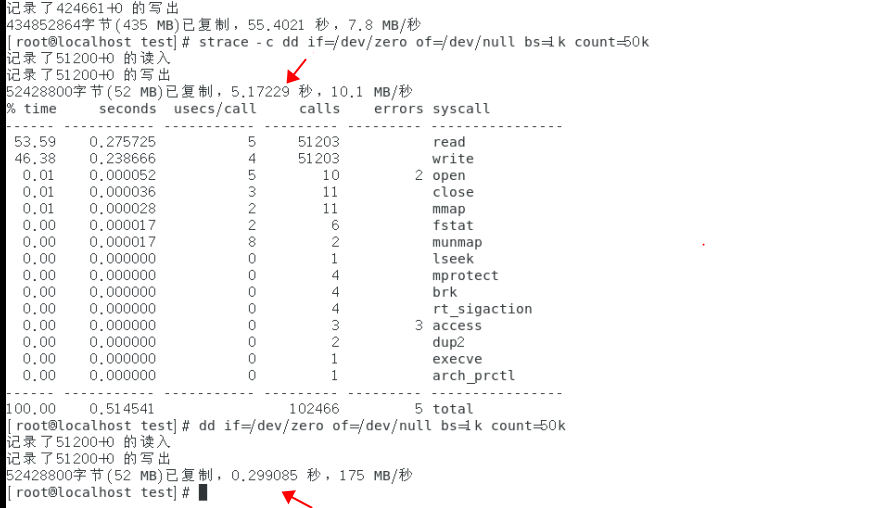 记录了424661+0 的写出
434852864字节(435 MB)已复制，55.4021 秒，7.8 MB/秒
[root@localhost test]# strace -c dd if=/dev/zero of=/dev/null bs=1k count=50k
记录了51200+0 的读入
记录了51200+0 的写出
52428800字节(52 MB)已复制，5.17229 秒，10.1 MB/秒
% time     seconds  usecs/call     calls    errors syscall
------ ----------- ----------- --------- --------- ----------------
 53.59    0.275725           5     51203           read
 46.38    0.238666           4     51203           write
  0.01    0.000052           5        10         2 open
  0.01    0.000036           3        11           close
  0.01    0.000028           2        11           mmap
  0.00    0.000017           2         6           fstat
  0.00    0.000017           8         2           munmap
  0.00    0.000000           0         1           lseek
  0.00    0.000000           0         4           mprotect
  0.00    0.000000           0         4           brk
  0.00    0.000000           0         4           rt_sigaction
  0.00    0.000000           0         3         3 access
  0.00    0.000000           0         2           dup2
  0.00    0.000000           0         1           execve
  0.00    0.000000           0         1           arch_prctl
------ ----------- ----------- --------- --------- ----------------
100.00    0.514541                102466         5 total
[root@localhost test]# dd if=/dev/zero of=/dev/null bs=1k count=50k
记录了51200+0 的读入
记录了51200+0 的写出
52428800字节(52 MB)已复制，0.299085 秒，175 MB/秒
[root@localhost test]#